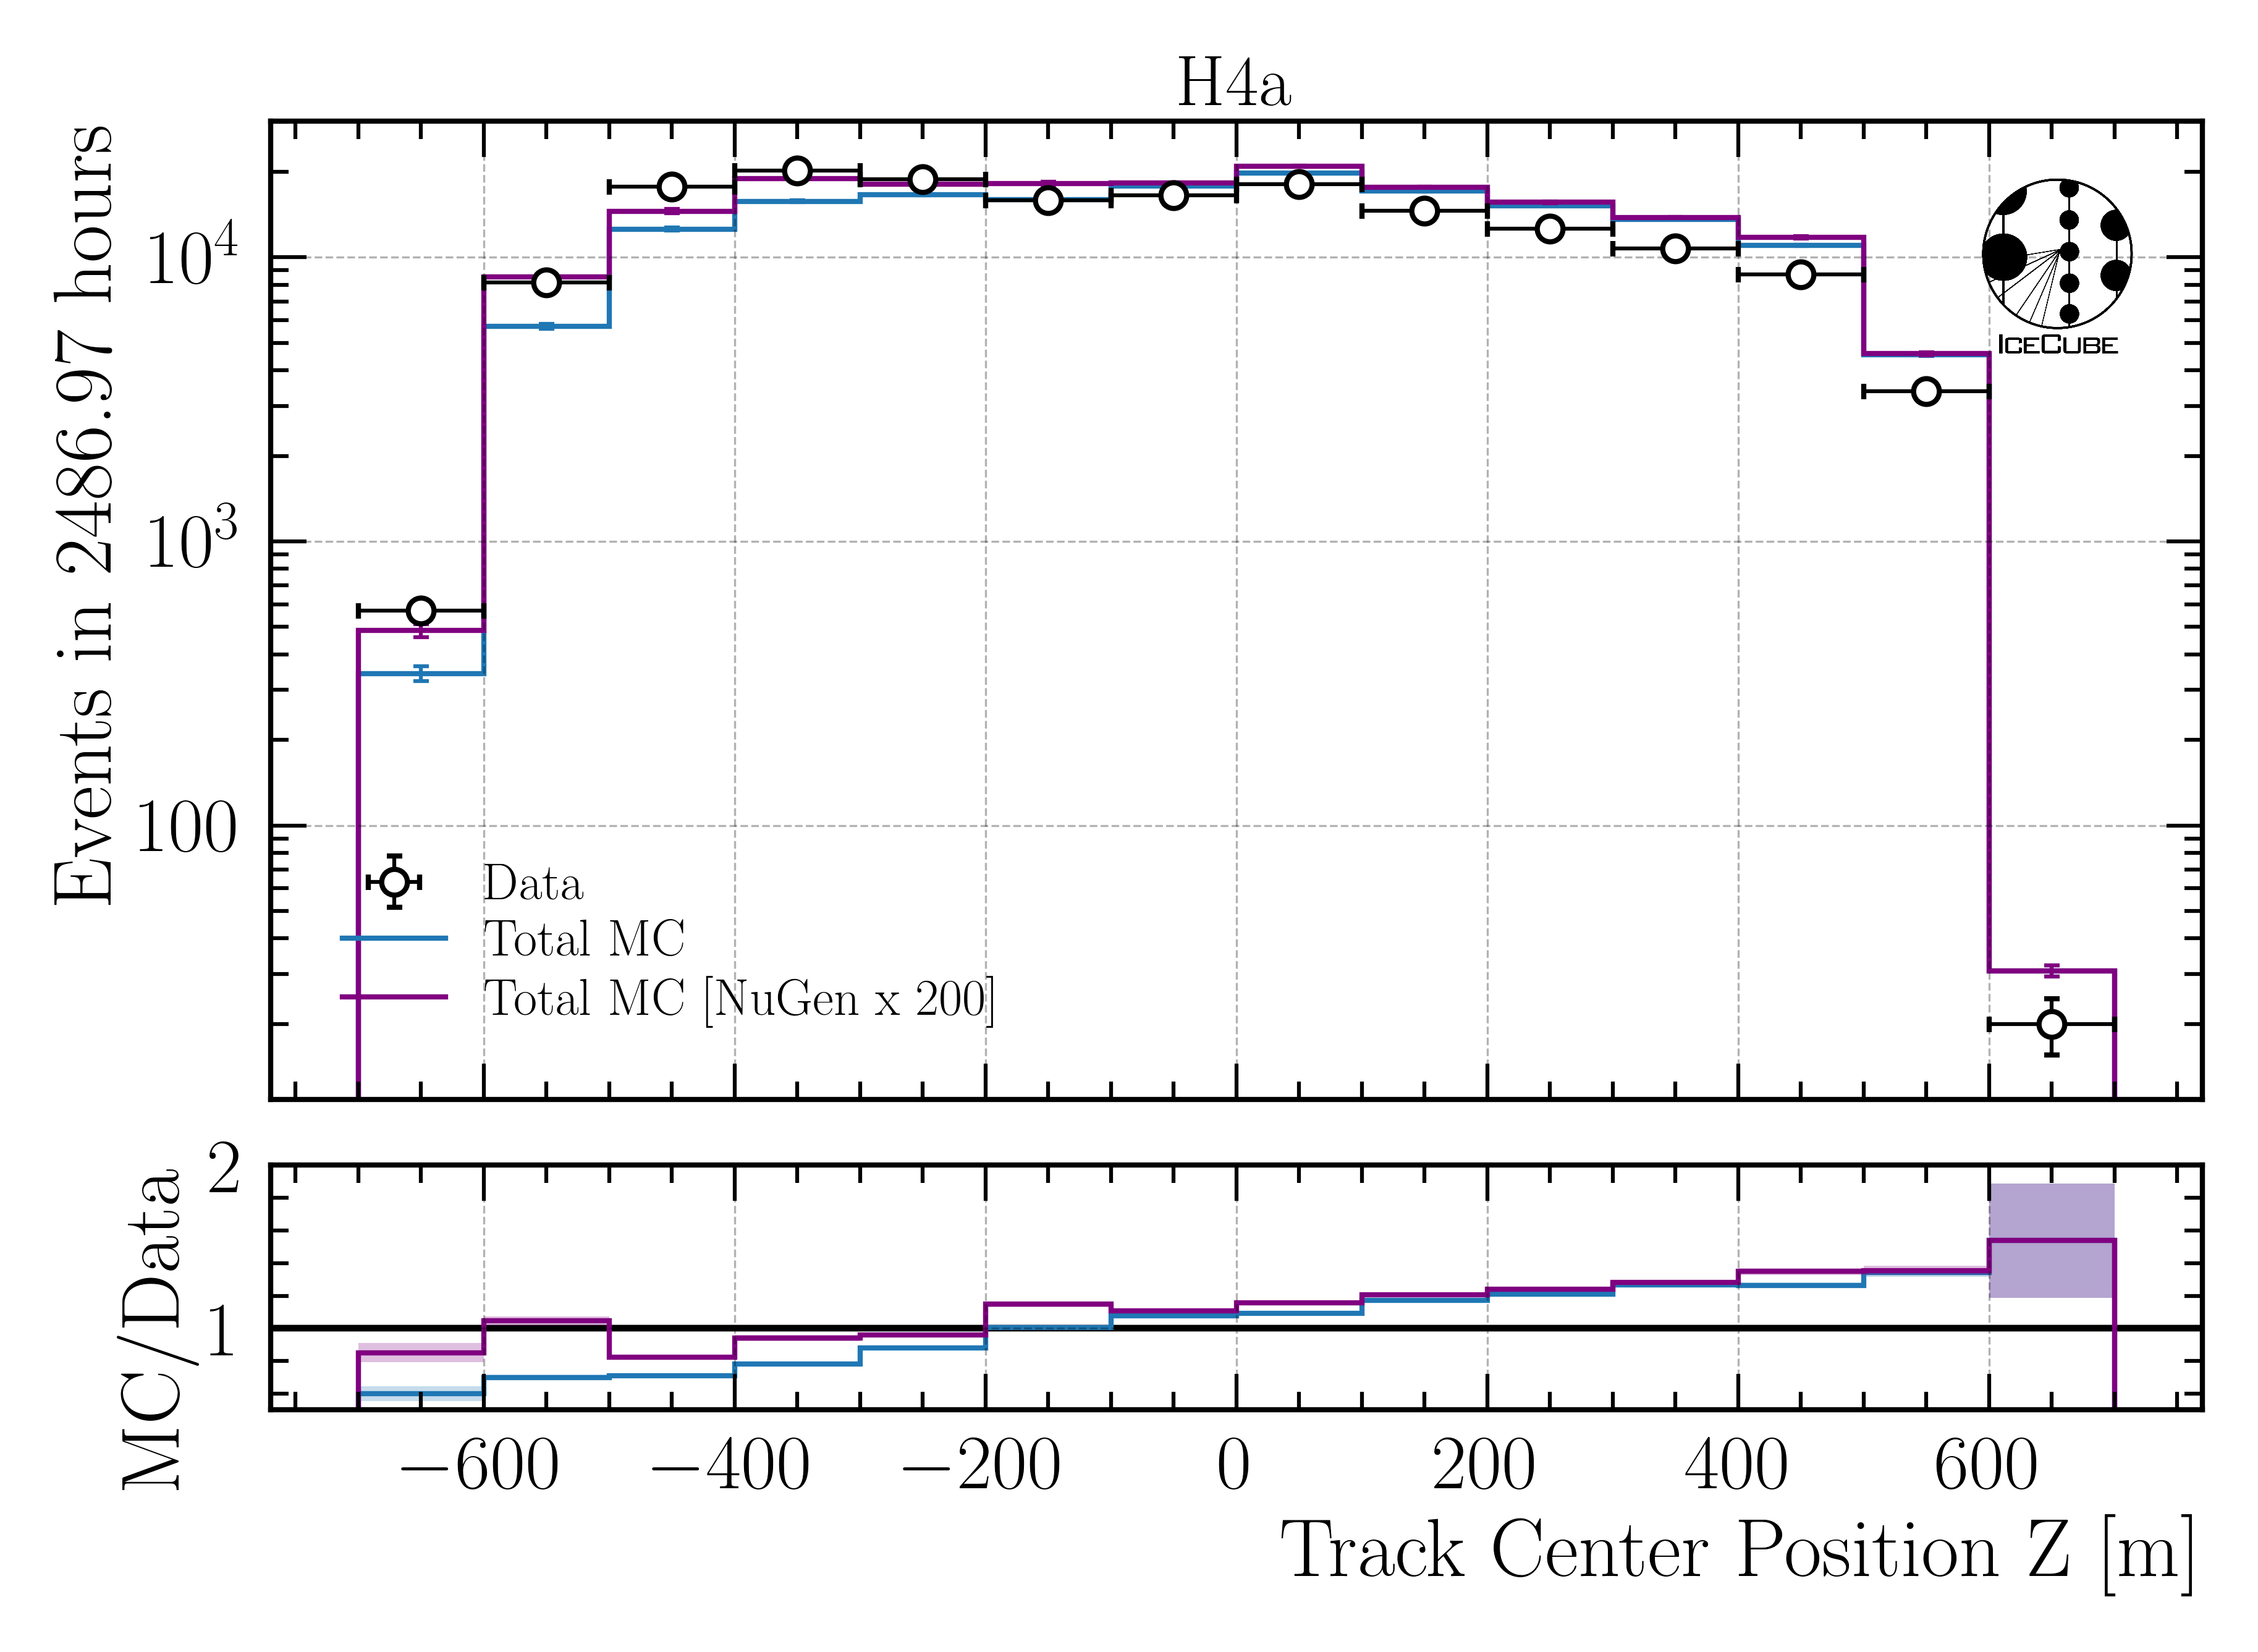 H4a
Events in 2486.97 hours
10^4
10^3
100
Data
Total MC
Total MC [NuGen x 200]
ICECUBE
MC/Data
2
1
−600 −400 −200 0 200 400 600
Track Center Position Z [m]